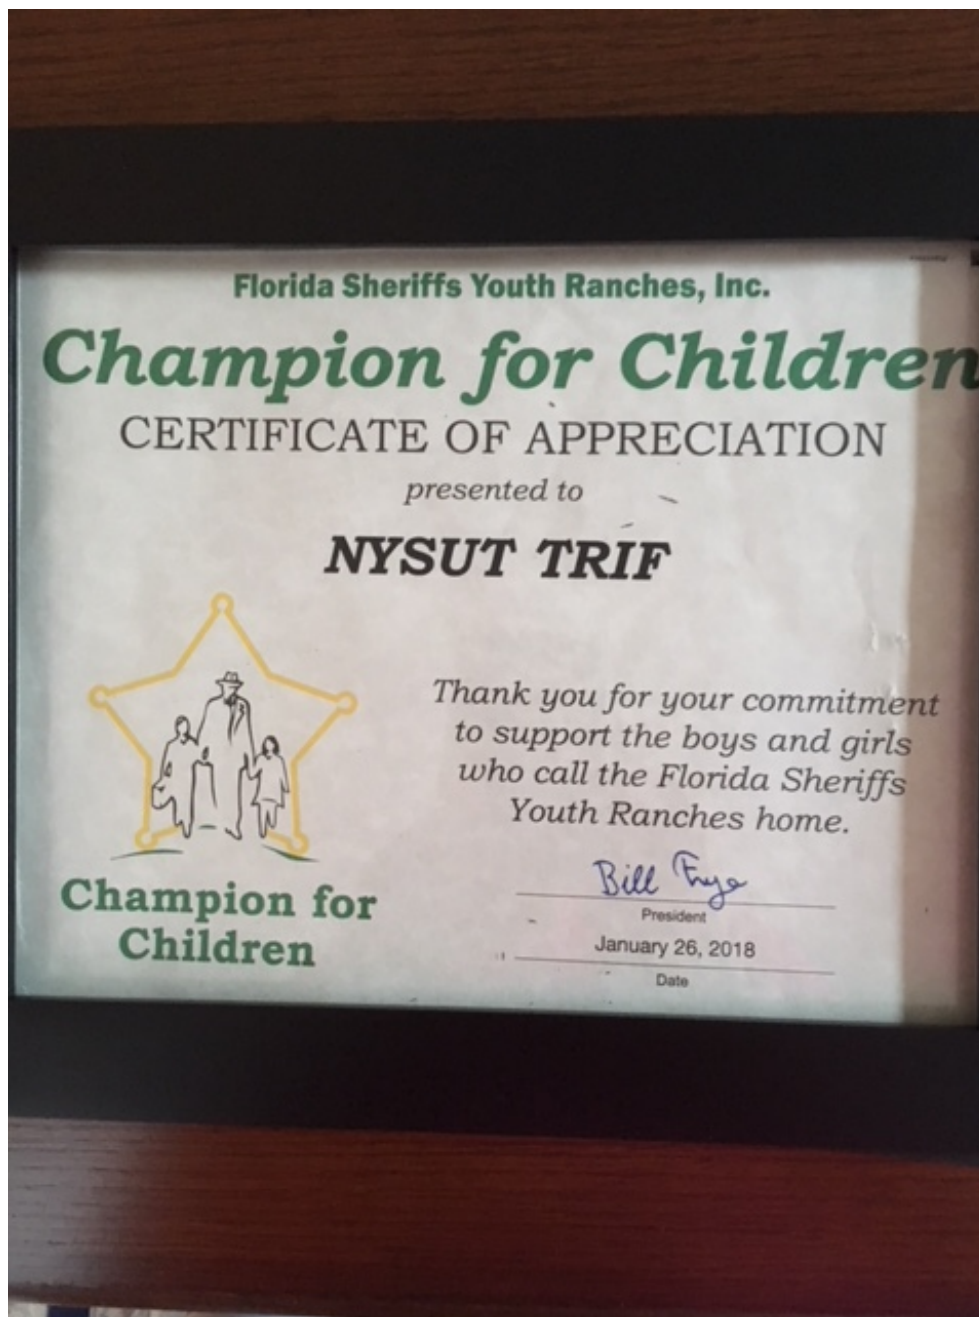 Florida Sheriffs Youth Ranches, Inc.
Champion for Children
CERTIFICATE OF APPRECIATION
presented to
NYSUT TRIF
Thank you for your commitment
to support the boys and girls
who call the Florida Sheriffs
Youth Ranches home.
Champion for
Children
Bill Frye
President
January 26, 2018
Date